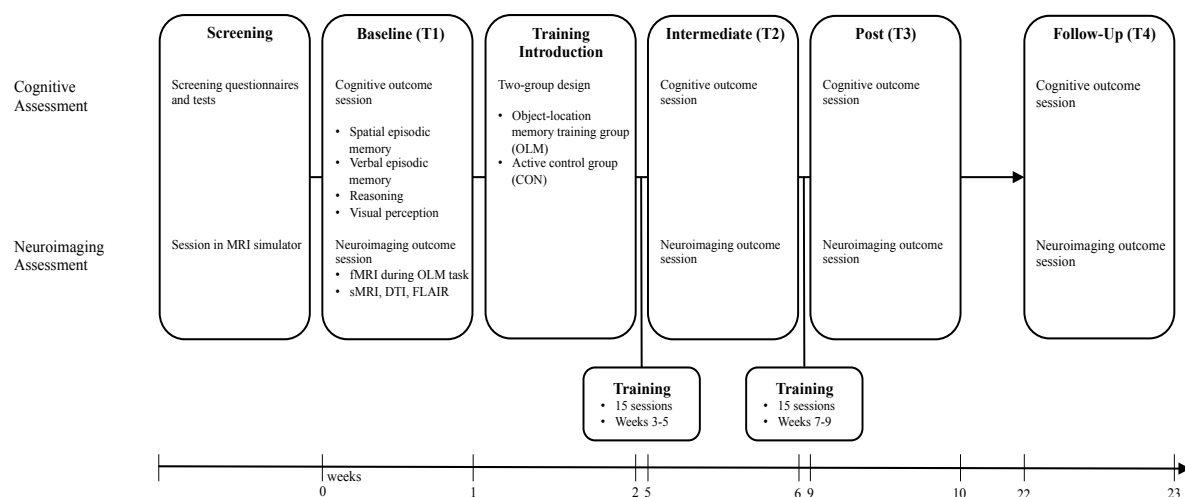 Screening
Baseline (T1)
Training
Introduction
Intermediate (T2)
Post (T3)
Follow-Up (T4)
Cognitive
Assessment
Screening questionnaires
and tests
Cognitive outcome
session
• Spatial episodic
memory
• Verbal episodic
memory
• Reasoning
• Visual perception
Two-group design
• Object-location
memory training group
(OLM)
• Active control group
(CON)
Cognitive outcome
session
Cognitive outcome
session
Cognitive outcome
session
Neuroimaging
Assessment
Session in MRI simulator
Neuroimaging outcome
session
• fMRI during OLM task
• sMRI, DTI, FLAIR
Neuroimaging outcome
session
Neuroimaging outcome
session
Neuroimaging outcome
session
Training
• 15 sessions
• Weeks 3-5
Training
• 15 sessions
• Weeks 7-9
weeks
0 1 2 5 6 9 10 22 23